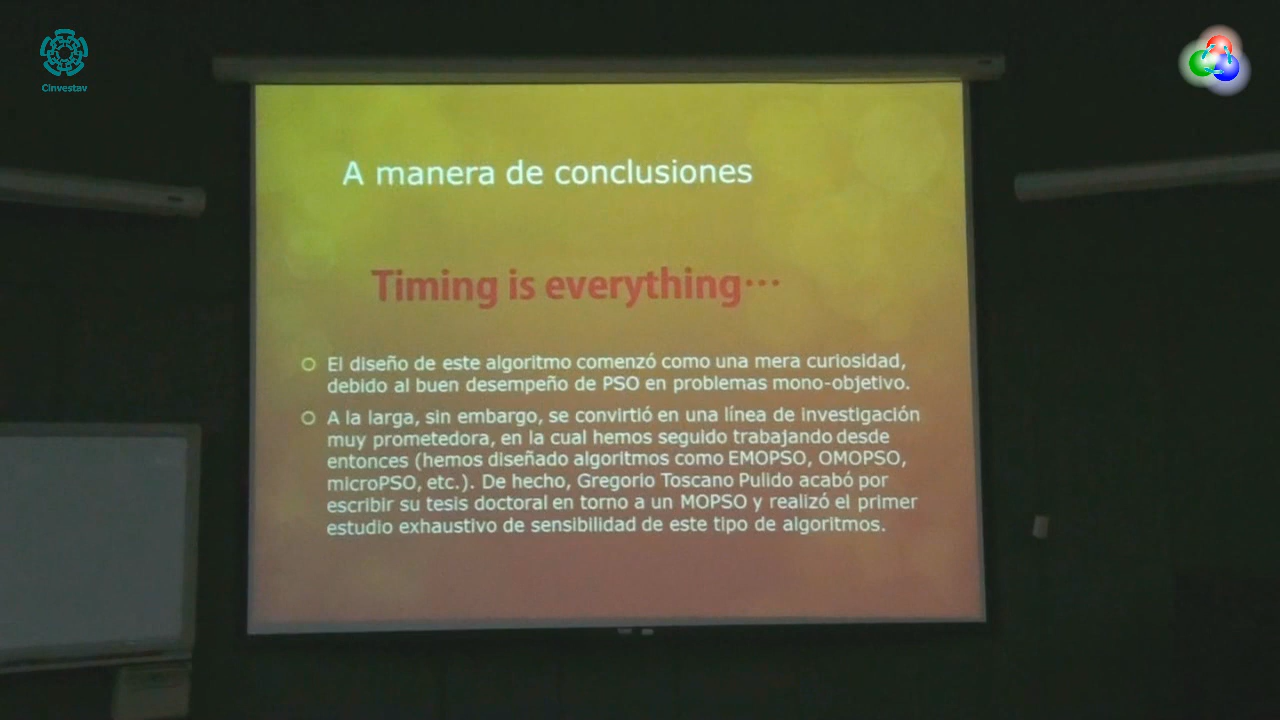 Cinvestav
A manera de conclusiones
Timing is everything...
El diseño de este algoritmo comenzó como una mera curiosidad,
debido al buen desempeño de PSO en problemas mono-objetivo.
A la larga, sin embargo, se convirtió en una línea de investigación
muy prometedora, en la cual hemos seguido trabajando desde
entonces (hemos diseñado algoritmos como EMOPSO, OMOPSO,
microPSO, etc.). De hecho, Gregorio Toscano Pulido acabó por
escribir su tesis doctoral en torno a un MOPSO y realizó el primer
estudio exhaustivo de sensibilidad de este tipo de algoritmos.